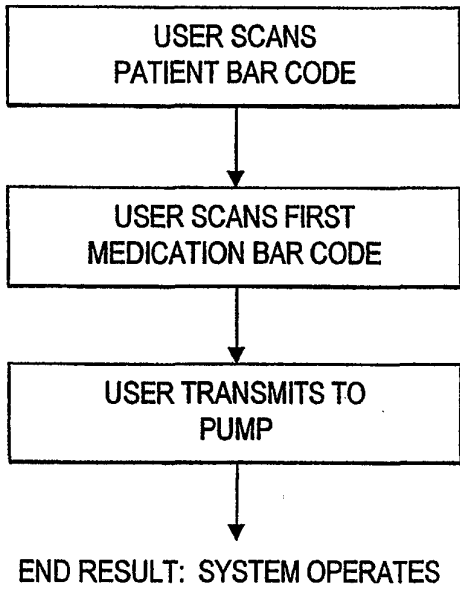 USER SCANS
PATIENT BAR CODE
USER SCANS FIRST
MEDICATION BAR CODE
USER TRANSMITS TO
PUMP
END RESULT: SYSTEM OPERATES